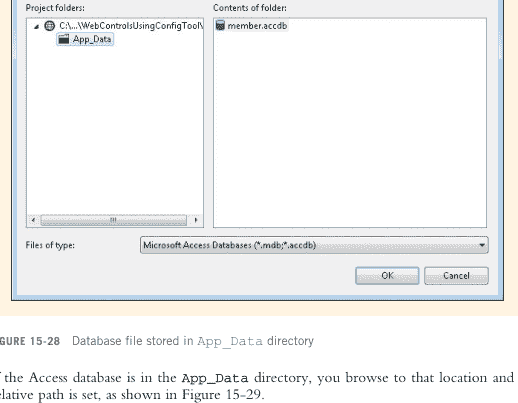 Project folders:
Contents of folder:
C:\...\WebControlsUsingConfigTool\
member.accdb
App_Data
Files of type:
Microsoft Access Databases (*.mdb;*.accdb)
OK
Cancel
GURE 15-28 Database file stored in App_Data directory
f the Access database is in the App_Data directory, you browse to that location and
elative path is set, as shown in Figure 15-29.